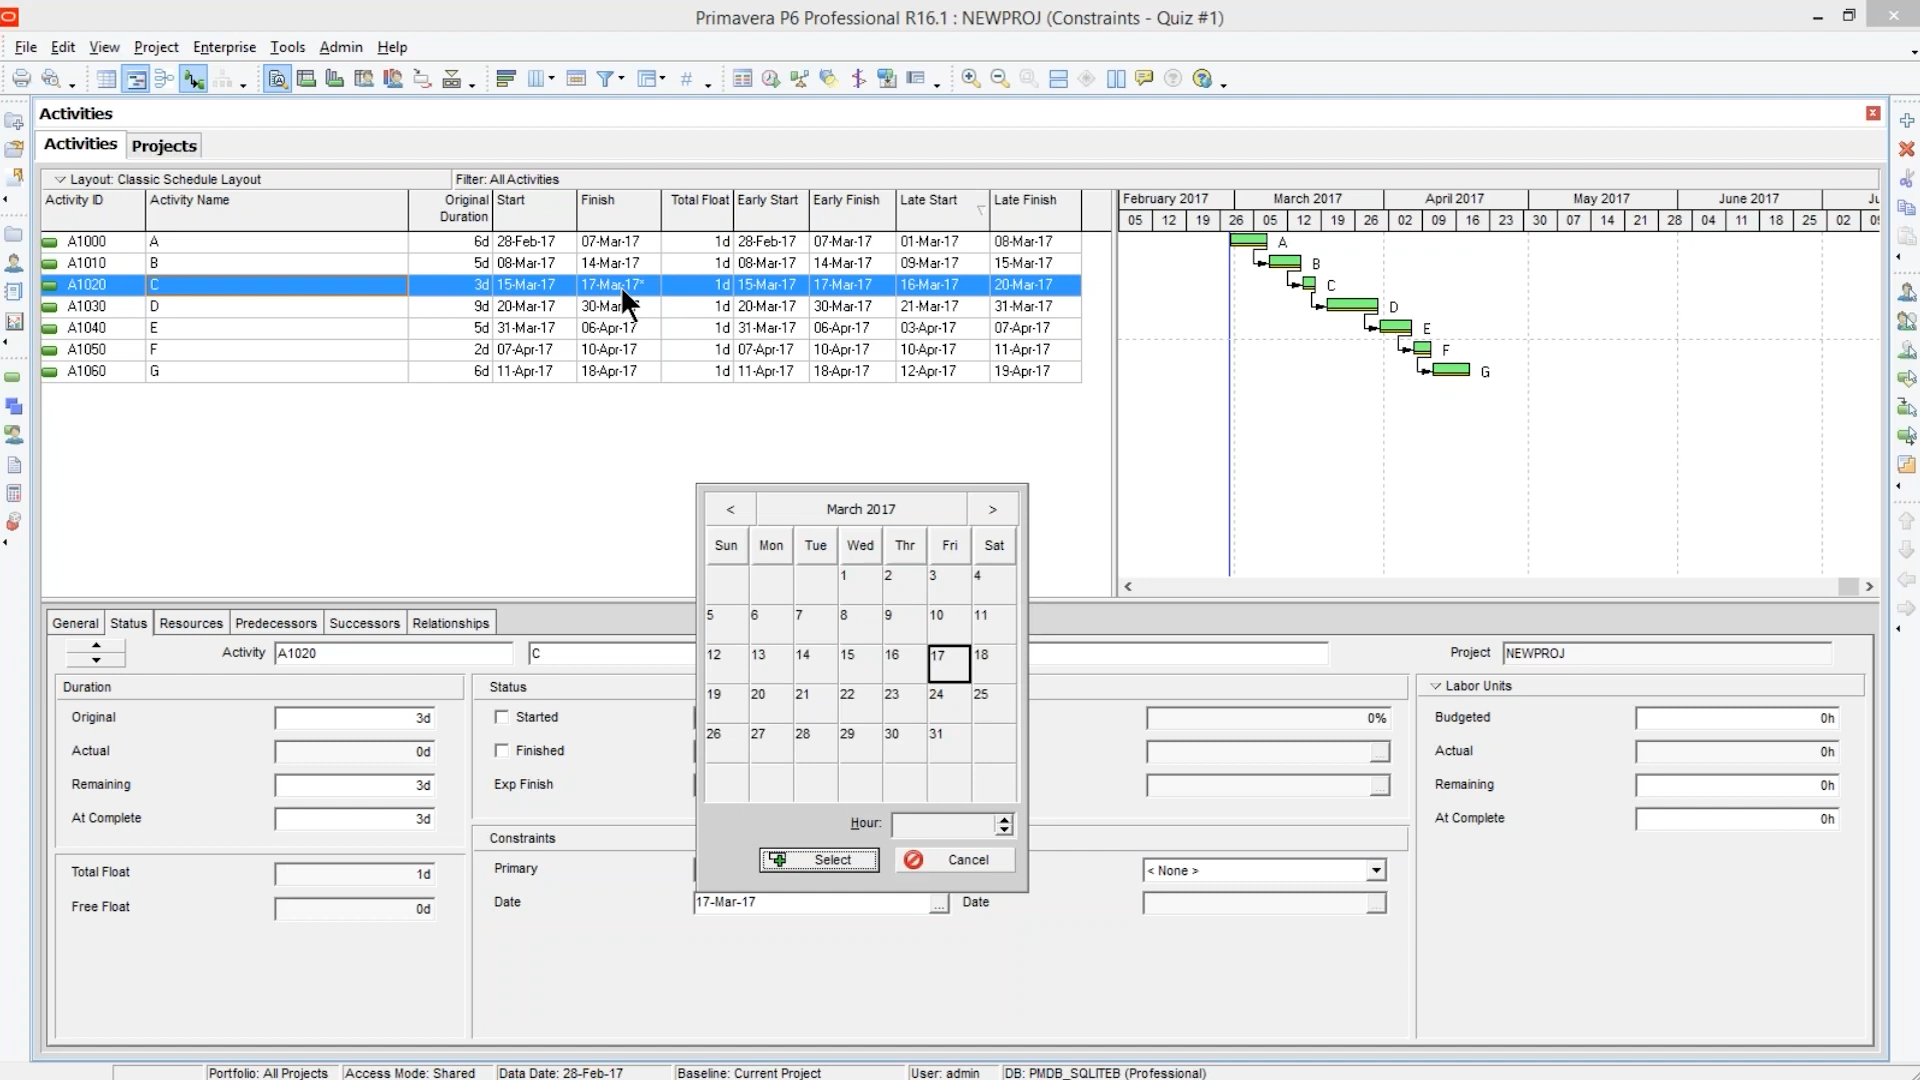 Primavera P6 Professional R16.1 : NEWPROJ (Constraints - Quiz #1)
File Edit View Project Enterprise Tools Admin Help
Activities
Activities Projects
Layout: Classic Schedule Layout Filter: All Activities
Activity ID Activity Name Original Duration Start Finish Total Float Early Start Early Finish Late Start Late Finish
February 2017 March 2017 April 2017 May 2017 June 2017
05 12 19 26 05 12 19 26 02 09 16 23 30 07 14 21 28 04 11 18 25 02
A1000 A 6d 28-Feb-17 07-Mar-17 1d 28-Feb-17 07-Mar-17 01-Mar-17 08-Mar-17 A
A1010 B 5d 08-Mar-17 14-Mar-17 1d 08-Mar-17 14-Mar-17 09-Mar-17 15-Mar-17 B
A1020 C 3d 15-Mar-17 17-Mar-17* 1d 15-Mar-17 17-Mar-17 16-Mar-17 20-Mar-17 C
A1030 D 9d 20-Mar-17 1d 20-Mar-17 30-Mar-17 21-Mar-17 31-Mar-17 D
A1040 E 5d 31-Mar-17 06-Apr-17 1d 31-Mar-17 06-Apr-17 03-Apr-17 07-Apr-17 E
A1050 F 2d 07-Apr-17 10-Apr-17 1d 07-Apr-17 10-Apr-17 10-Apr-17 11-Apr-17 F
A1060 G 6d 11-Apr-17 18-Apr-17 1d 11-Apr-17 18-Apr-17 12-Apr-17 19-Apr-17 G
< March 2017 >
Sun Mon Tue Wed Thr Fri Sat
1 2 3 4
5 6 7 8 9 10 11
12 13 14 15 16 17 18
19 20 21 22 23 24 25
26 27 28 29 30 31
Hour:
Select Cancel
General Status Resources Predecessors Successors Relationships
Activity A1020 C Project NEWPROJ
Duration Status Labor Units
Original 3d Started 0% Budgeted 0h
Actual 0d Finished Actual 0h
Remaining 3d Exp Finish Remaining 0h
At Complete 3d At Complete 0h
Constraints
Total Float 1d Primary < None >
Free Float 0d Date 17-Mar-17 Date
Portfolio: All Projects Access Mode: Shared Data Date: 28-Feb-17 Baseline: Current Project User: admin DB: PMDB_SQLITEB (Professional)